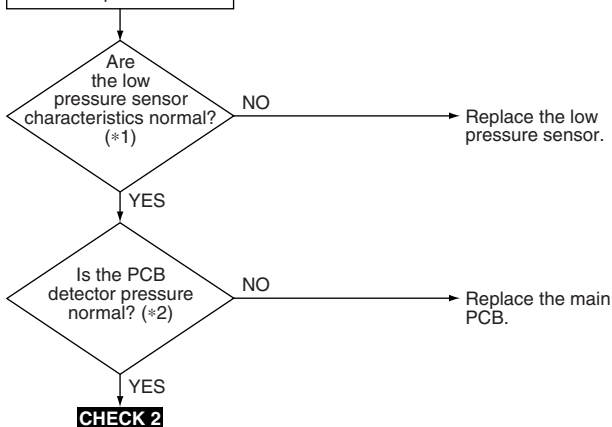 Are
the low
pressure sensor
characteristics normal?
(*1)
NO
Replace the low
pressure sensor.
YES
Is the PCB
detector pressure
normal? (*2)
NO
Replace the main
PCB.
YES
CHECK 2